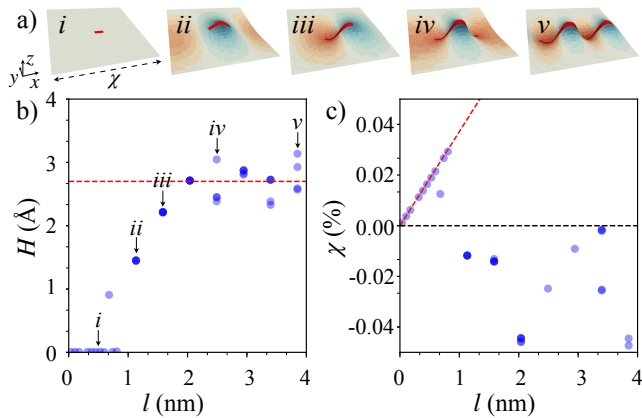 a) i ii iii iv v
y z x χ
b) c)
4 3 2 1 0
H (Å)
i ii iii iv v
0 1 2 3 4
l (nm)
0.04 0.02 0.00 -0.02 -0.04
χ (%)
0 1 2 3 4
l (nm)